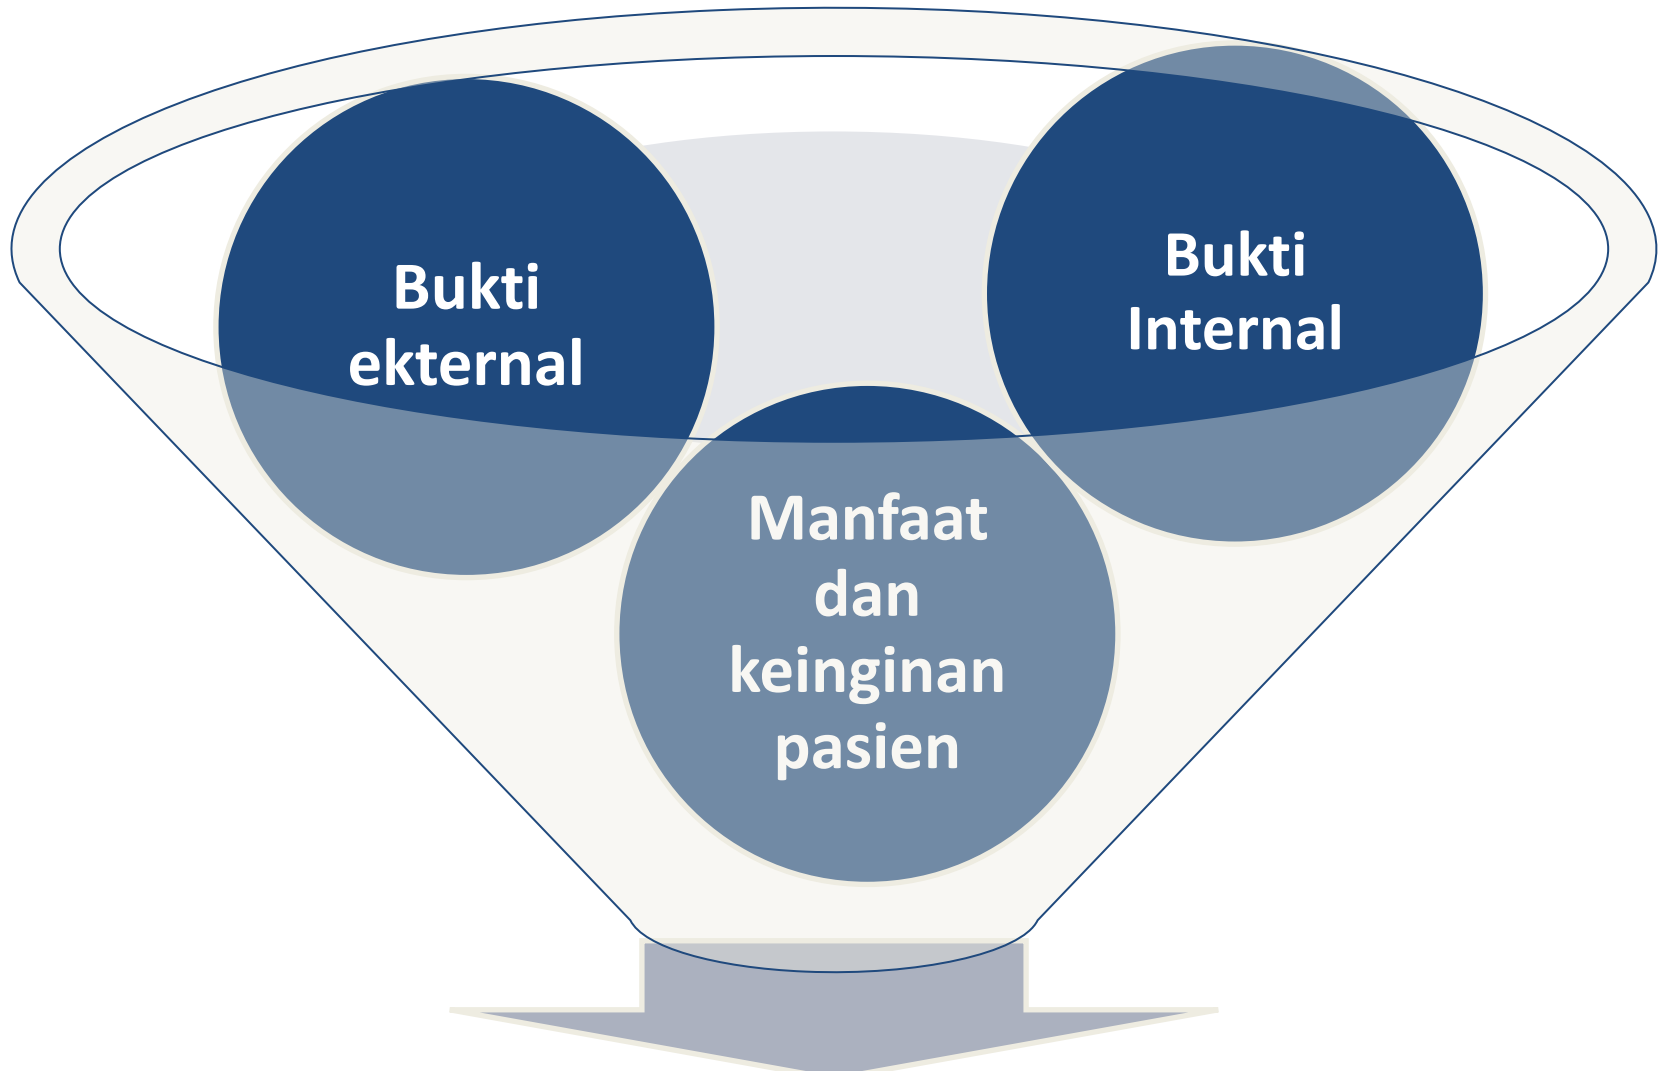 Bukti
ekternal
Bukti
Internal
Manfaat
dan
keinginan
pasien